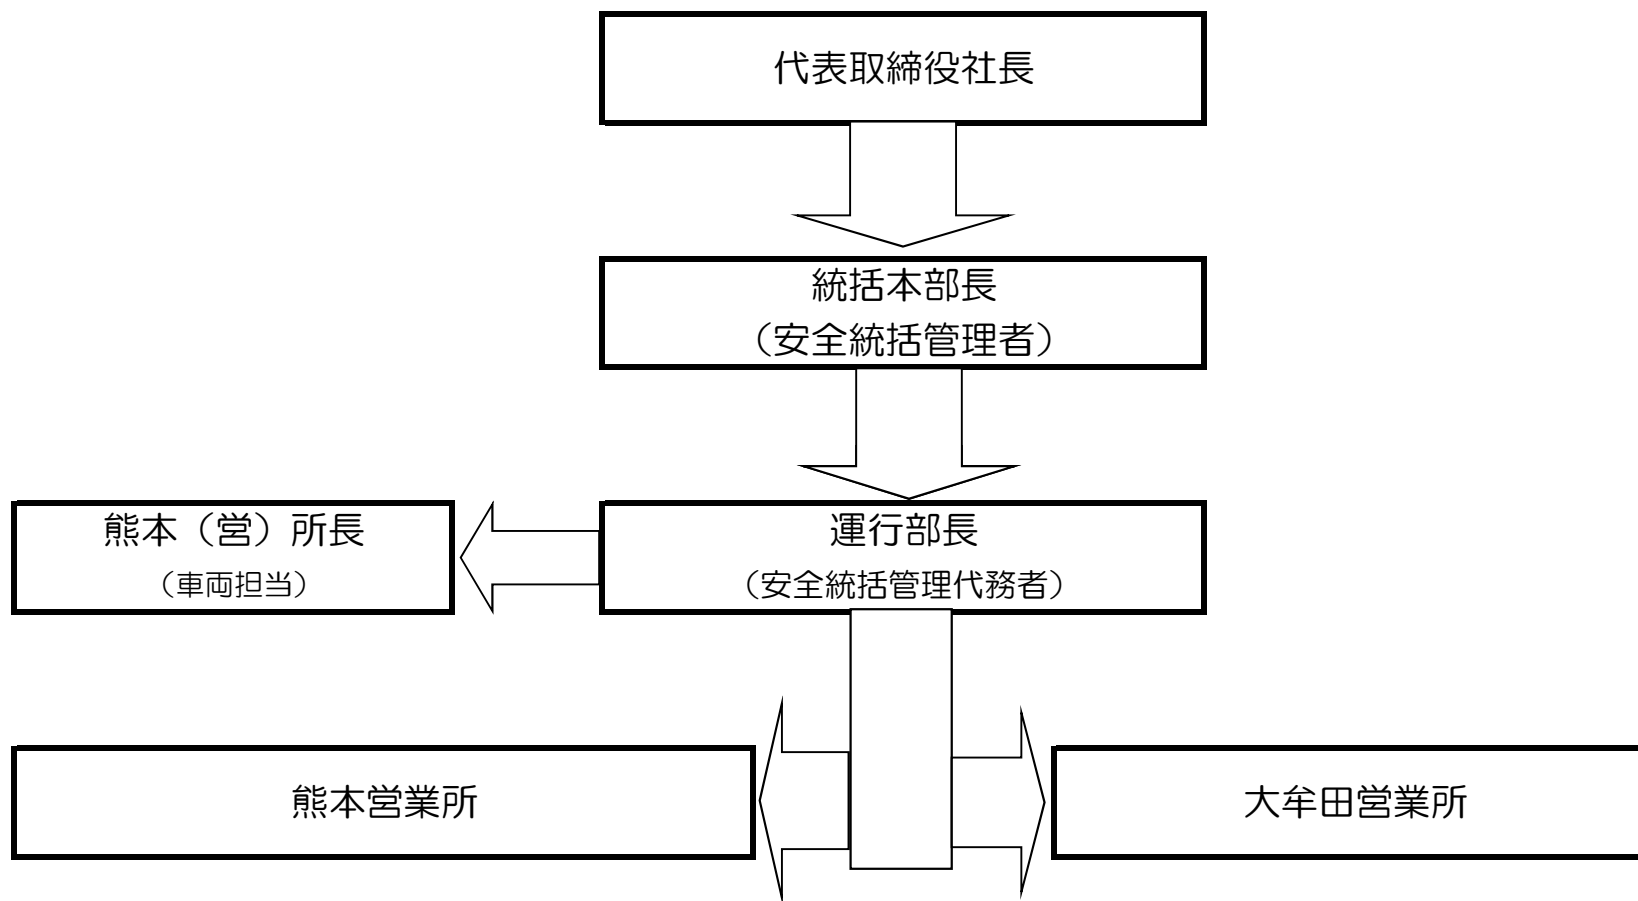 代表取締役社長
統括本部長
（安全統括管理者）
熊本（営）所長
（車両担当）
運行部長
（安全統括管理代務者）
熊本営業所
大牟田営業所